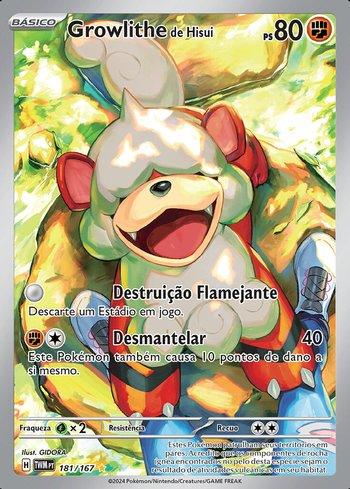 BÁSICO
Growlithe de Hisui PS 80
Destruição Flamejante
Descarte um Estádio em jogo.
Desmantelar 40
Este Pokémon também causa 10 pontos de dano a
si mesmo.
Fraqueza x 2 Resistência Recuo
Ilust. GIDORA
H TWM PT 181/167
Estes Pokémon patrulham seus territórios em
pares. Acredito que os componentes de rocha
ígnea encontrados no pelo desta espécie sejam o
resultado de atividades vulcânicas em seu habitat.
©2024 Pokémon/Nintendo/Creatures/GAME FREAK